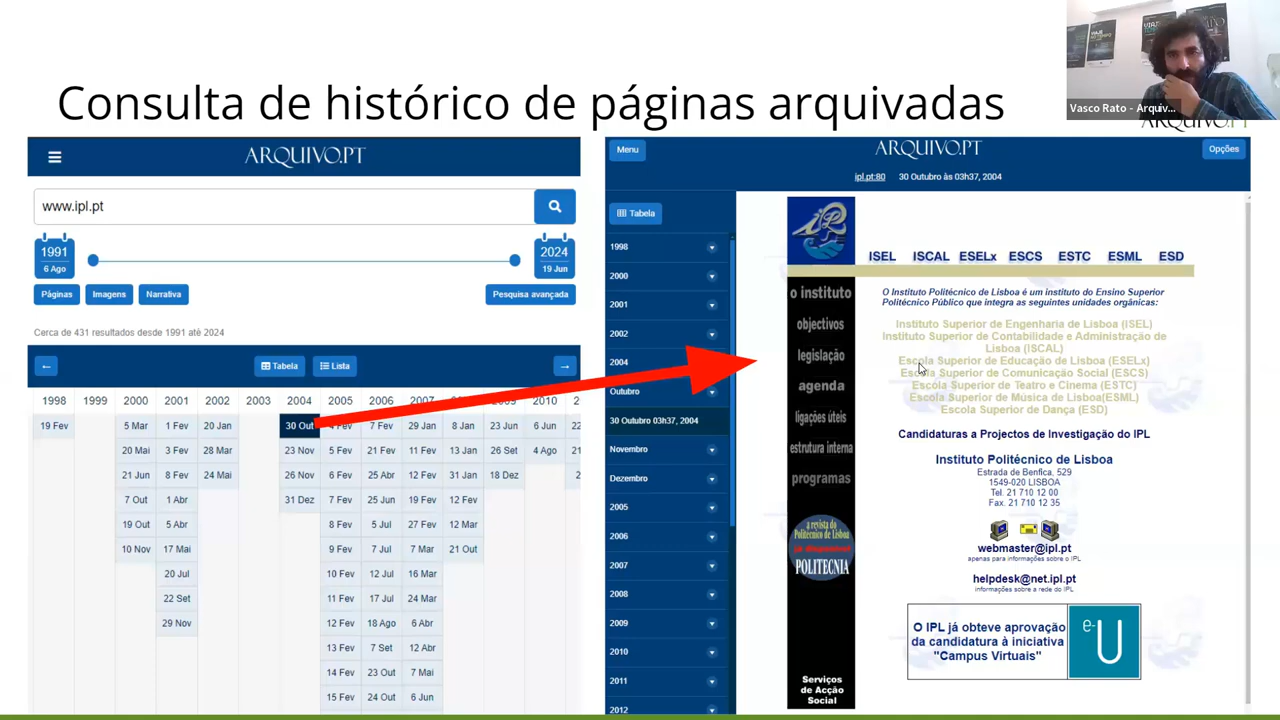 Consulta de histórico de páginas arquivadas
Vasco Rato - Arquiv...
ARQUIVO.PT
ARQUIVO.PT
www.ipl.pt
1991
6 Ago
2024
19 Jun
Páginas
Imagens
Narrativa
Pesquisa avançada
Cerca de 431 resultados desde 1991 até 2024
← Tabela Lista →
1998 1999 2000 2001 2002 2003 2004 2005 2006 2007 2010 2
19 Fev 5 Mar 1 Fev 20 Jan 30 Out Fev 7 Fev 29 Jan 8 Jan 23 Jun 6 Jun 22
20 Mai 3 Fev 28 Mar 23 Nov 5 Fev 21 Fev 11 Jan 13 Jan 26 Set 4 Ago 21
21 Jun 8 Fev 24 Mai 26 Nov 6 Fev 25 Abr 12 Fev 31 Jan 18 Dez 2
7 Out 1 Abr 31 Dez 7 Fev 25 Jun 19 Fev 12 Fev
19 Out 5 Abr 8 Fev 5 Jul 27 Fev 12 Mar
10 Nov 17 Mai 9 Fev 7 Jul 7 Mar 21 Out
20 Jul 10 Fev 12 Jul 16 Mar
22 Set 11 Fev 7 Jul 24 Mar
29 Nov 12 Fev 18 Ago 6 Abr
13 Fev 7 Set 12 Abr
14 Fev 23 Out 7 Mai
15 Fev 24 Out 6 Jun
Menu
ARQUIVO.PT
Opções
ipl.pt:80 30 Outubro às 03h37, 2004
Tabela
1998
2000
2001
2002
2004
Outubro
30 Outubro 03h37, 2004
Novembro
Dezembro
2005
2006
2007
2008
2009
2010
2011
2012
ISEL ISCAL ESELx ESCS ESTC ESML ESD
o instituto
objectivos
legislação
agenda
ligações úteis
estrutura interna
programas
a revista do
Politécnico de Lisboa
já disponível
POLITECNIA
Serviços
de Acção
Social
O Instituto Politécnico de Lisboa é um instituto do Ensino Superior
Politécnico Público que integra as seguintes unidades orgânicas:
Instituto Superior de Engenharia de Lisboa (ISEL)
Instituto Superior de Contabilidade e Administração de
Lisboa (ISCAL)
Escola Superior de Educação de Lisboa (ESELx)
Escola Superior de Comunicação Social (ESCS)
Escola Superior de Teatro e Cinema (ESTC)
Escola Superior de Música de Lisboa(ESML)
Escola Superior de Dança (ESD)
Candidaturas a Projectos de Investigação do IPL
Instituto Politécnico de Lisboa
Estrada de Benfica, 529
1549-020 LISBOA
Tel. 21 710 12 00
Fax. 21 710 12 35
webmaster@ipl.pt
apenas para informações sobre o IPL
helpdesk@net.ipl.pt
informações sobre a rede do IPL
O IPL já obteve aprovação
da candidatura à iniciativa
"Campus Virtuais"
e-U